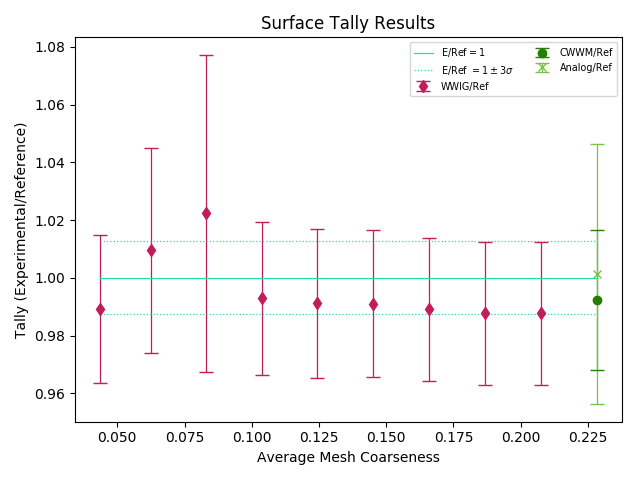 Surface Tally Results
E/Ref = 1
E/Ref = 1 ± 3σ
WWIG/Ref
CWWM/Ref
Analog/Ref
Tally (Experimental/Reference)
1.08
1.06
1.04
1.02
1.00
0.98
0.96
0.050
0.075
0.100
0.125
0.150
0.175
0.200
0.225
Average Mesh Coarseness